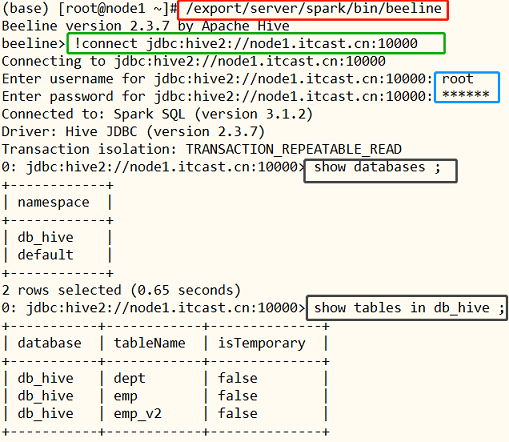 (base) [root@node1 ~]# /export/server/spark/bin/beeline
Beeline version 2.3.7 by Apache Hive
beeline> !connect jdbc:hive2://node1.itcast.cn:10000
Connecting to jdbc:hive2://node1.itcast.cn:10000
Enter username for jdbc:hive2://node1.itcast.cn:10000: root
Enter password for jdbc:hive2://node1.itcast.cn:10000: ******
Connected to: Spark SQL (version 3.1.2)
Driver: Hive JDBC (version 2.3.7)
Transaction isolation: TRANSACTION_REPEATABLE_READ
0: jdbc:hive2://node1.itcast.cn:10000> show databases ;
+------------+
| namespace  |
+------------+
| db_hive    |
| default    |
+------------+
2 rows selected (0.65 seconds)
0: jdbc:hive2://node1.itcast.cn:10000> show tables in db_hive ;
+-----------+------------+--------------+
| database  | tableName  | isTemporary  |
+-----------+------------+--------------+
| db_hive   | dept       | false        |
| db_hive   | emp        | false        |
| db_hive   | emp_v2     | false        |
+-----------+------------+--------------+